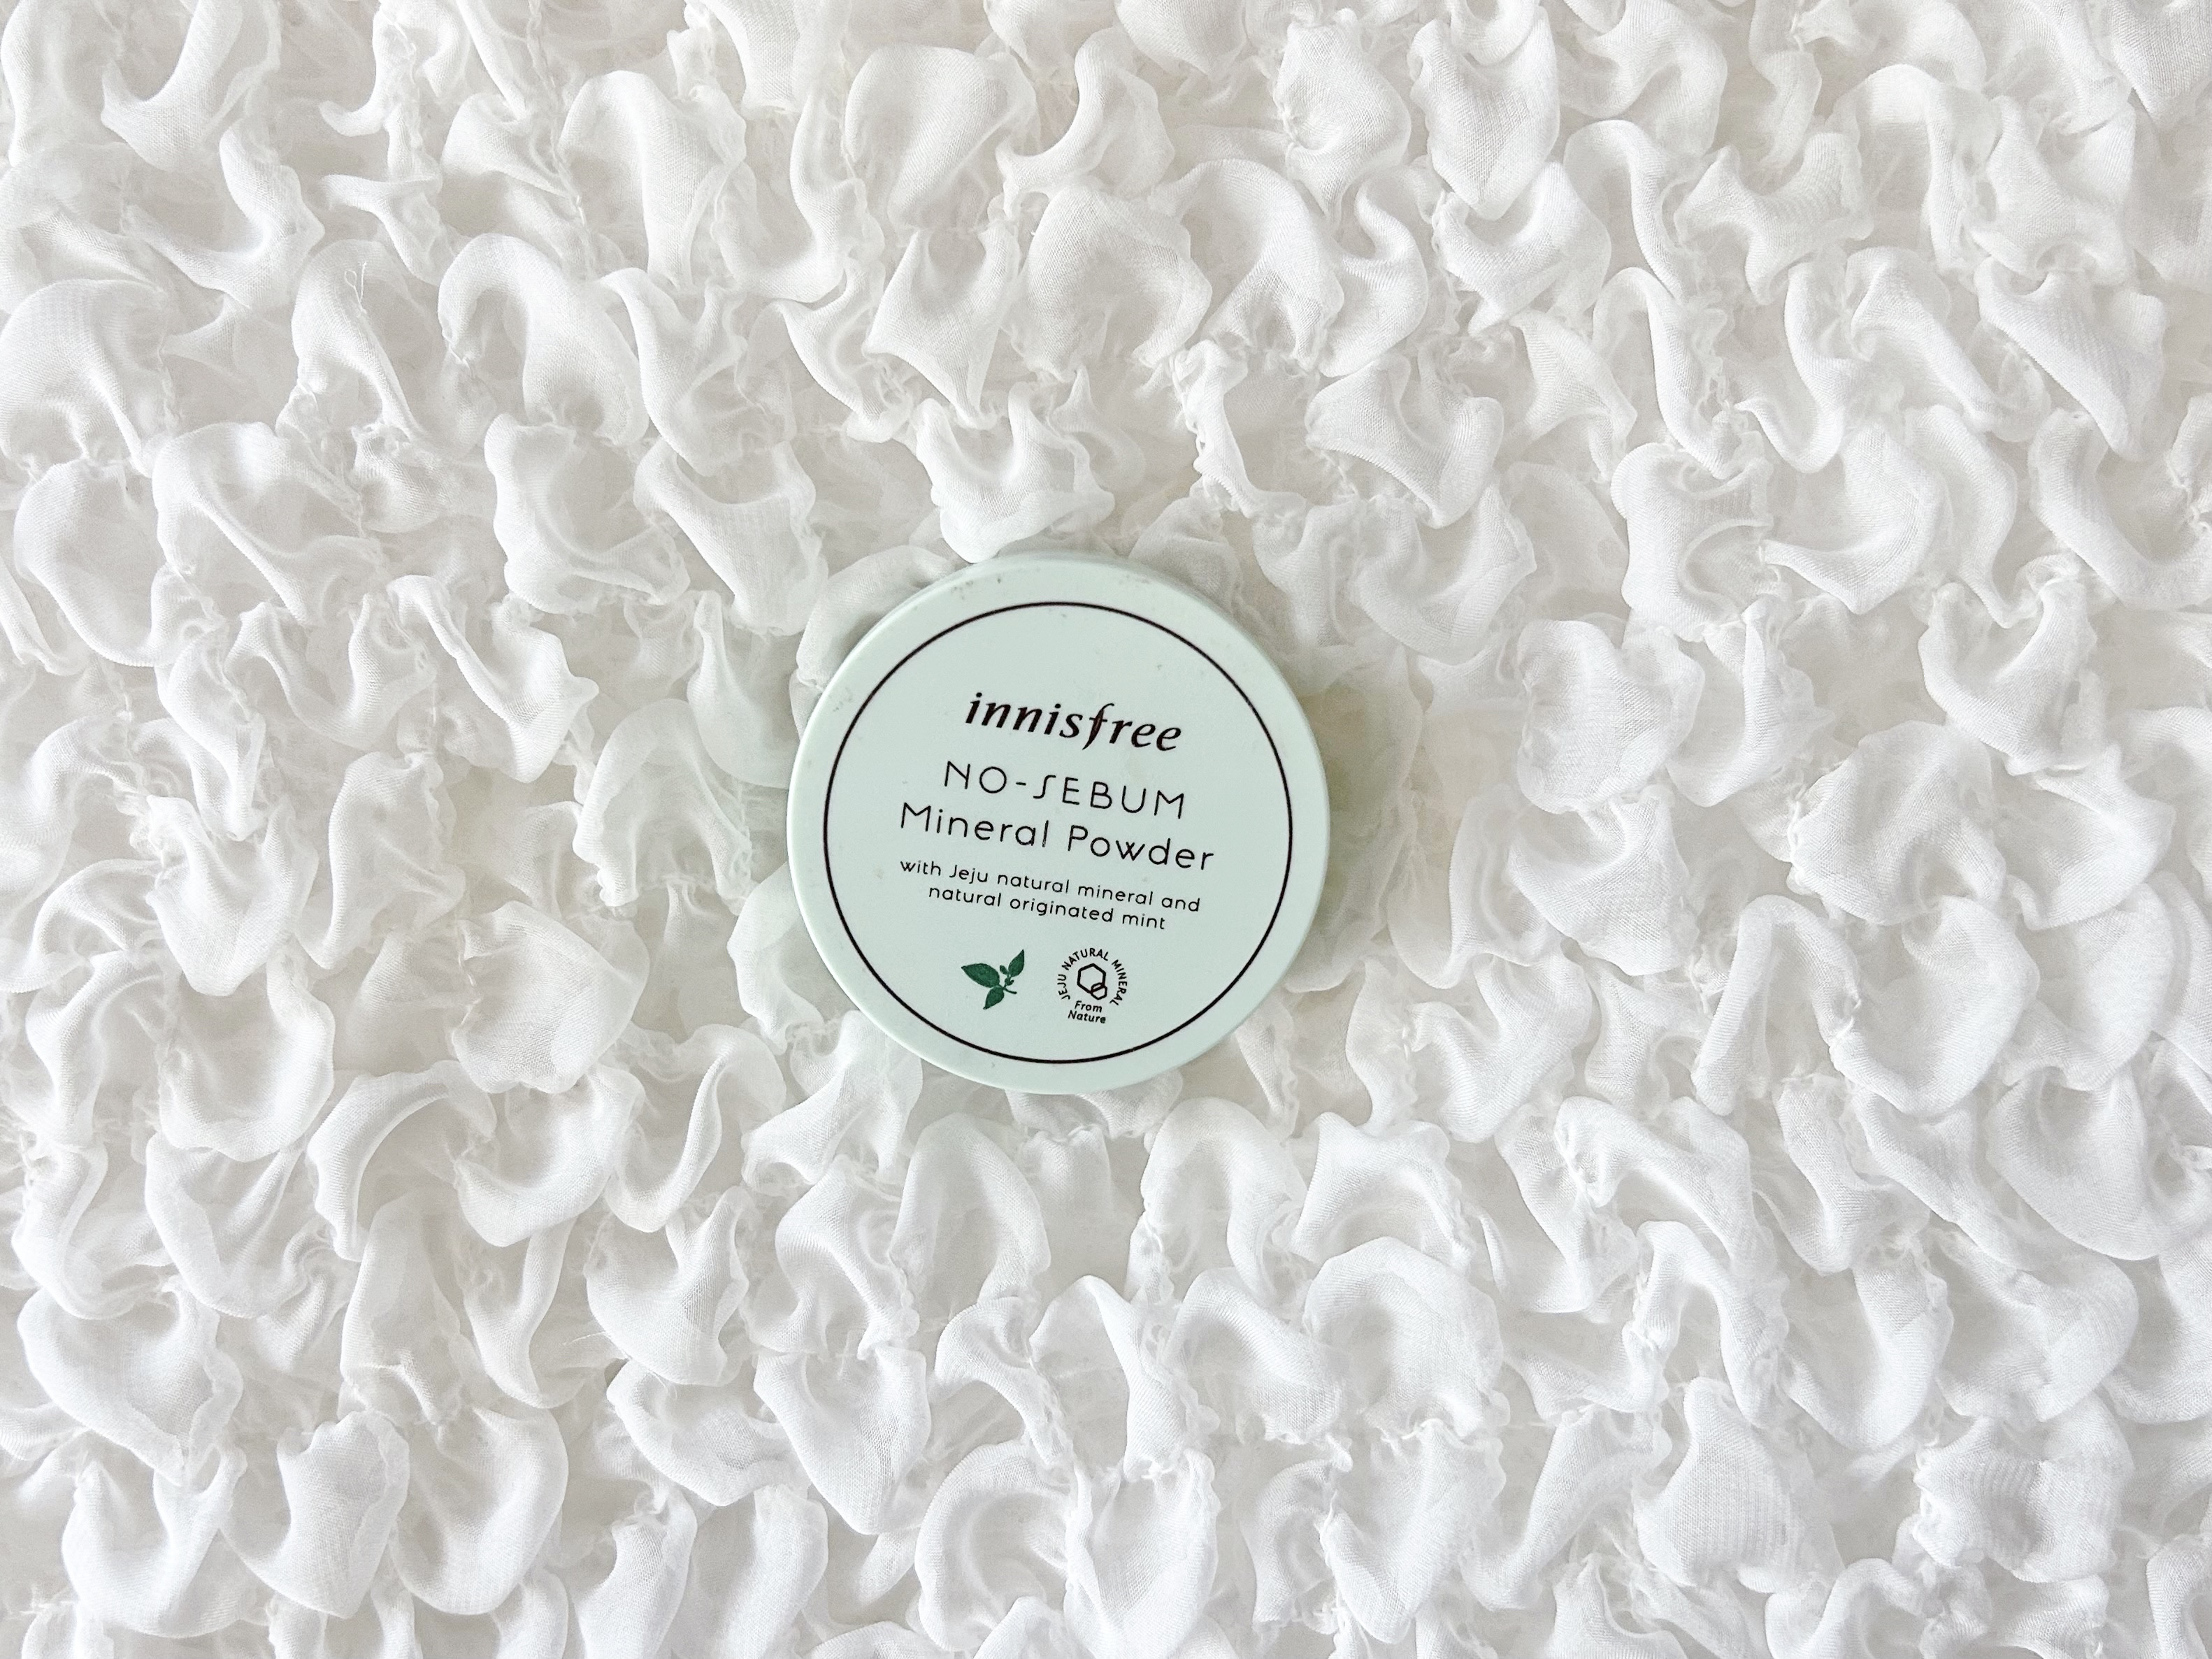 innisfree
NO-SEBUM
Mineral Powder
with Jeju natural mineral and
natural originated mint
JEJU NATURAL MINERAL
From
Nature